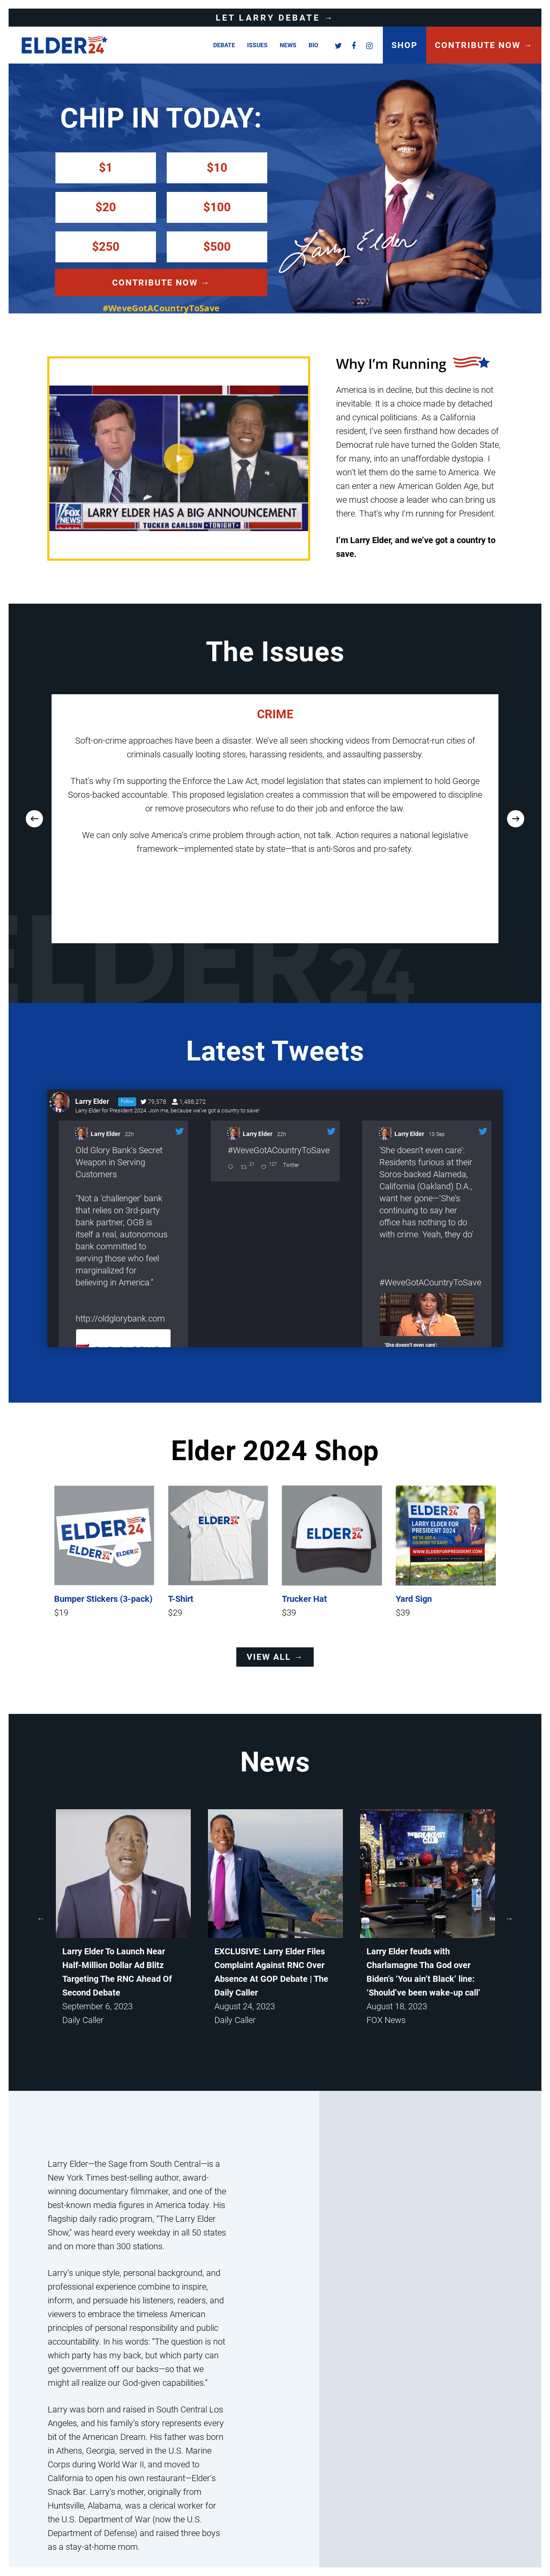 LET LARRY DEBATE →
ELDER24
DEBATE
ISSUES
NEWS
BIO
SHOP
CONTRIBUTE NOW →
CHIP IN TODAY:
$1
$10
$20
$100
$250
$500
CONTRIBUTE NOW →
#WeveGotACountryToSave
Larry Elder
Why I'm Running
America is in decline, but this decline is not
inevitable. It is a choice made by detached
and cynical politicians. As a California
resident, I've seen firsthand how decades of
Democrat rule have turned the Golden State,
for many, into an unaffordable dystopia. I
won't let them do the same to America. We
can enter a new American Golden Age, but
we must choose a leader who can bring us
there. That's why I'm running for President.
I'm Larry Elder, and we've got a country to
save.
FOX
NEWS
LARRY ELDER HAS A BIG ANNOUNCEMENT
TUCKER CARLSON TONIGHT
The Issues
CRIME
Soft-on-crime approaches have been a disaster. We've all seen shocking videos from Democrat-run cities of
criminals casually looting stores, harassing residents, and assaulting passersby.
That's why I'm supporting the Enforce the Law Act, model legislation that states can implement to hold George
Soros-backed accountable. This proposed legislation creates a commission that will be empowered to discipline
or remove prosecutors who refuse to do their job and enforce the law.
We can only solve America's crime problem through action, not talk. Action requires a national legislative
framework—implemented state by state—that is anti-Soros and pro-safety.
ELDER24
Latest Tweets
Larry Elder
Follow
79,578
1,488,272
Larry Elder for President 2024. Join me, because we've got a country to save!
Larry Elder 22h
Old Glory Bank's Secret
Weapon in Serving
Customers
"Not a 'challenger' bank
that relies on 3rd-party
bank partner, OGB is
itself a real, autonomous
bank committed to
serving those who feel
marginalized for
believing in America."
http://oldglorybank.com
Larry Elder 22h
#WeveGotACountryToSave
21
127
Twitter
Larry Elder 10 Sep
'She doesn't even care':
Residents furious at their
Soros-backed Alameda,
California (Oakland) D.A.,
want her gone—'She's
continuing to say her
office has nothing to do
with crime. Yeah, they do'
#WeveGotACountryToSave
'She doesn't even care':
Elder 2024 Shop
ELDER24
ELDER24
ELDER24
ELDER24
ELDER24
ELDER24
LARRY ELDER FOR
PRESIDENT 2024
WE'VE GOT A
COUNTRY TO SAVE!
WWW.ELDERFORPRESIDENT.COM
Bumper Stickers (3-pack)
$19
T-Shirt
$29
Trucker Hat
$39
Yard Sign
$39
VIEW ALL →
News
THE BREAKFAST
CLUB
Larry Elder To Launch Near
Half-Million Dollar Ad Blitz
Targeting The RNC Ahead Of
Second Debate
September 6, 2023
Daily Caller
EXCLUSIVE: Larry Elder Files
Complaint Against RNC Over
Absence At GOP Debate | The
Daily Caller
August 24, 2023
Daily Caller
Larry Elder feuds with
Charlamagne Tha God over
Biden's 'You ain't Black' line:
'Should've been wake-up call'
August 18, 2023
FOX News
Larry Elder—the Sage from South Central—is a
New York Times best-selling author, award-
winning documentary filmmaker, and one of the
best-known media figures in America today. His
flagship daily radio program, "The Larry Elder
Show," was heard every weekday in all 50 states
and on more than 300 stations.
Larry's unique style, personal background, and
professional experience combine to inspire,
inform, and persuade his listeners, readers, and
viewers to embrace the timeless American
principles of personal responsibility and public
accountability. In his words: "The question is not
which party has my back, but which party can
get government off our backs—so that we
might all realize our God-given capabilities."
Larry was born and raised in South Central Los
Angeles, and his family's story represents every
bit of the American Dream. His father was born
in Athens, Georgia, served in the U.S. Marine
Corps during World War II, and moved to
California to open his own restaurant—Elder's
Snack Bar. Larry's mother, originally from
Huntsville, Alabama, was a clerical worker for
the U.S. Department of War (now the U.S.
Department of Defense) and raised three boys
as a stay-at-home mom.